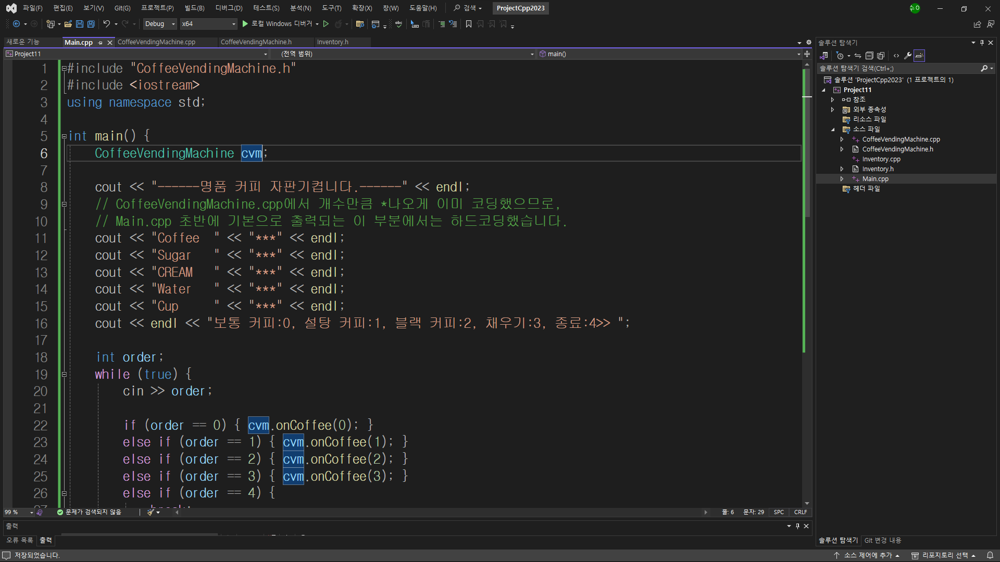 파일(F) 편집(E) 보기(V) Git(G) 프로젝트(P) 빌드(B) 디버그(D) 테스트(S) 분석(N) 도구(T) 확장(X) 창(W) 도움말(H) 검색 ProjectCpp2023 수O
Debug x64 로컬 Windows 디버거
새로운 기능 Main.cpp CoffeeVendingMachine.cpp CoffeeVendingMachine.h Inventory.h
Project11 (전역 범위) main()
1 #include "CoffeeVendingMachine.h"
2 #include <iostream>
3 using namespace std;
4
5 int main() {
6 CoffeeVendingMachine cvm;
7
8 cout << "------명품 커피 자판기켭니다.------" << endl;
9 // CoffeeVendingMachine.cpp에서 개수만큼 *나오게 이미 코딩했으므로,
10 // Main.cpp 초반에 기본으로 출력되는 이 부분에서는 하드코딩했습니다.
11 cout << "Coffee  " << "***" << endl;
12 cout << "Sugar   " << "***" << endl;
13 cout << "CREAM   " << "***" << endl;
14 cout << "Water   " << "***" << endl;
15 cout << "Cup     " << "***" << endl;
16 cout << endl << "보통 커피:0, 설탕 커피:1, 블랙 커피:2, 채우기:3, 종료:4>> ";
17
18 int order;
19 while (true) {
20 cin >> order;
21
22 if (order == 0) { cvm.onCoffee(0); }
23 else if (order == 1) { cvm.onCoffee(1); }
24 else if (order == 2) { cvm.onCoffee(2); }
25 else if (order == 3) { cvm.onCoffee(3); }
26 else if (order == 4) {
27 break;
99 % 문제가 검색되지 않음 줄: 6 문자: 29 SPC CRLF
출력
오류 목록 출력
저장되었습니다. 소스 제어에 추가 리포지토리 선택
솔루션 탐색기
솔루션 탐색기 검색(Ctrl+;)
솔루션 'ProjectCpp2023' (1 프로젝트의 1)
Project11
참조
외부 종속성
리소스 파일
소스 파일
CoffeeVendingMachine.cpp
CoffeeVendingMachine.h
Inventory.cpp
Inventory.h
Main.cpp
헤더 파일
솔루션 탐색기 Git 변경 내용